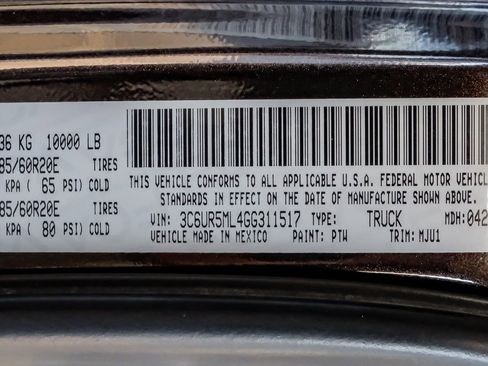 36 KG 10000 LB
85/60R20E TIRES
KPA ( 65 PSI) COLD
85/60R20E TIRES
KPA ( 80 PSI) COLD
THIS VEHICLE CONFORMS TO ALL APPLICABLE U.S.A. FEDERAL MOTOR VEHICL
STANDARDS IN EFFECT ON THE DATE OF MANUFACTURE SHOWN ABOVE.
VIN: 3C6UR5ML4GG311517 TYPE: TRUCK MDH: 042
MADE IN MEXICO PAINT: PTW TRIM: MJU1